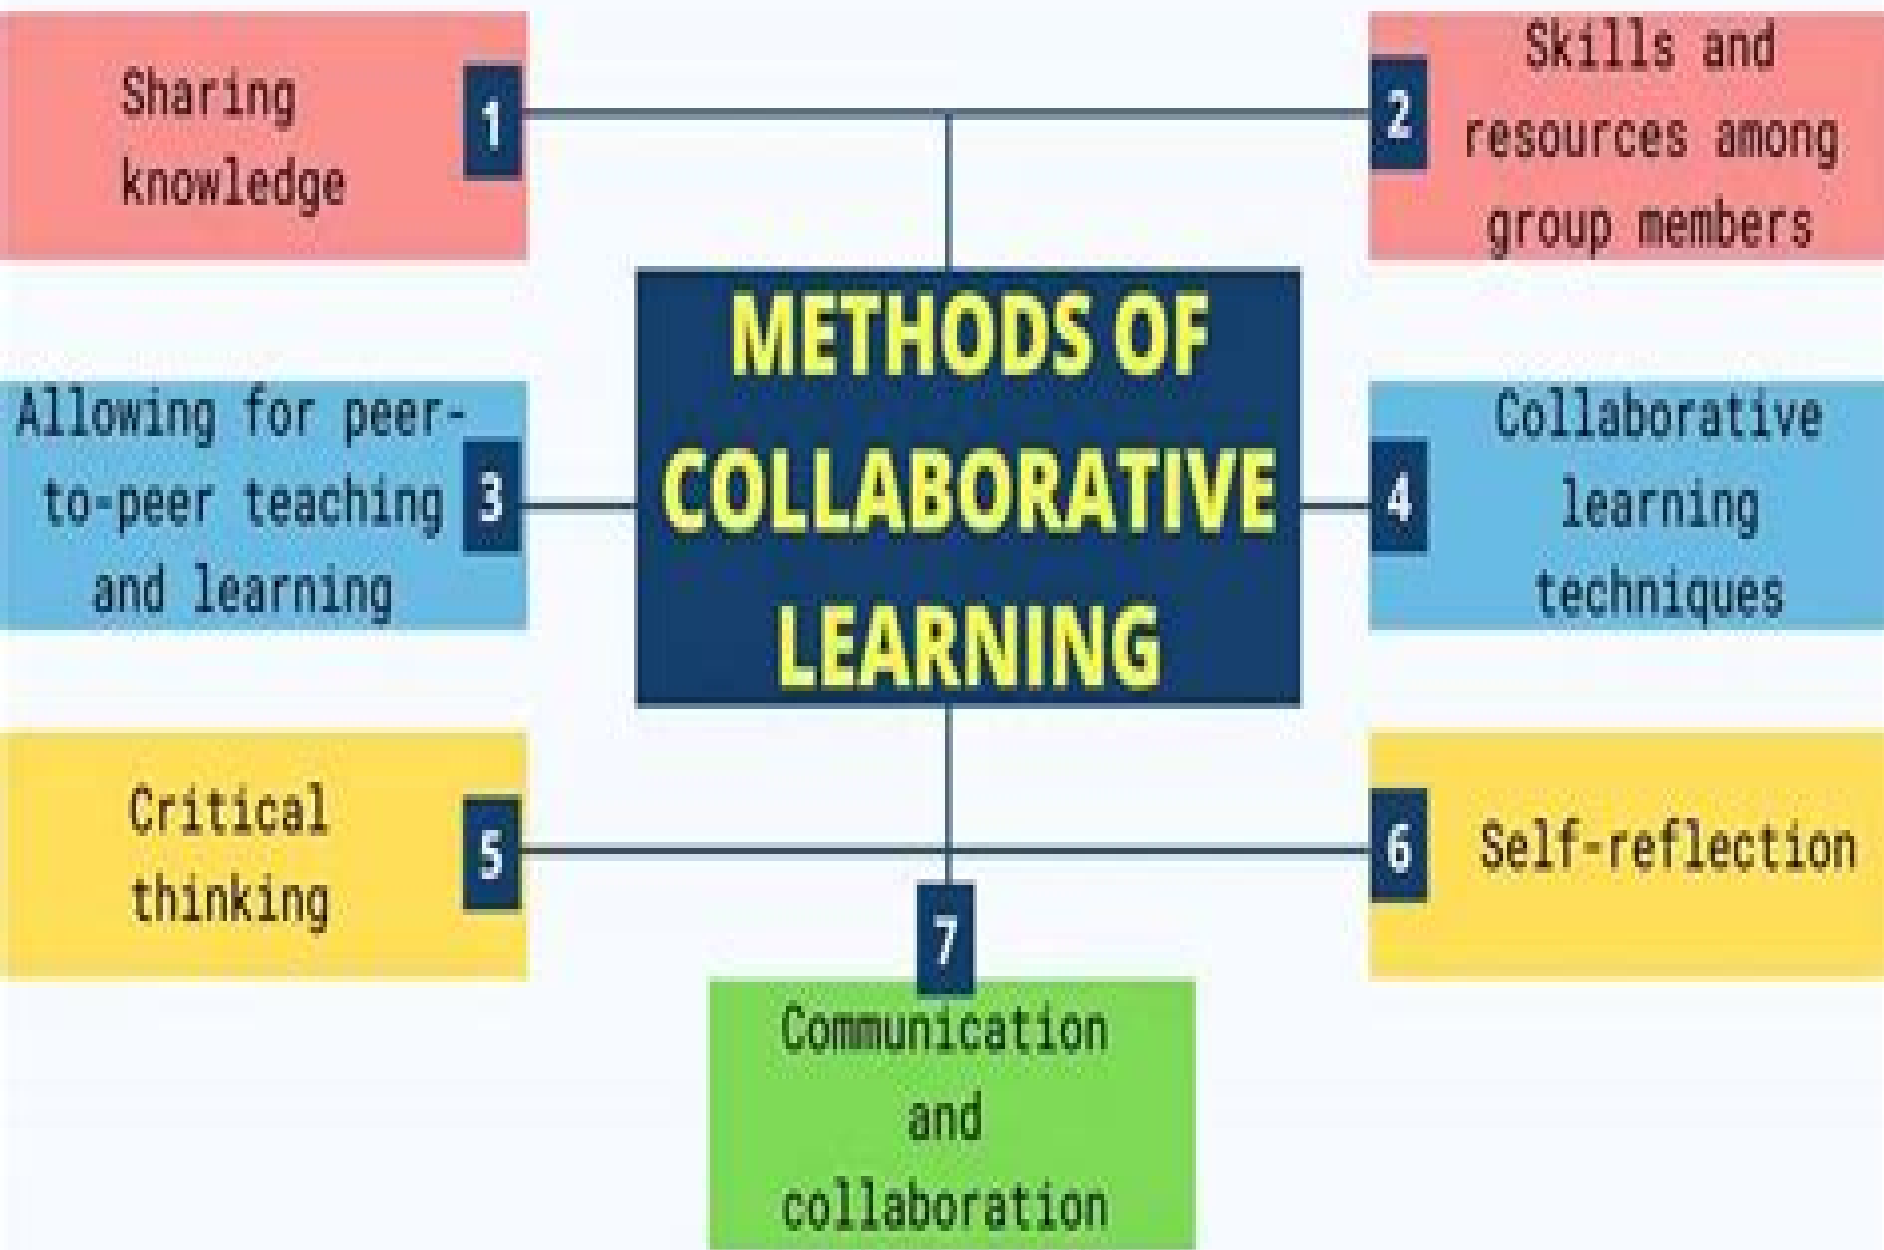 Sharing
knowledge
1
2
Skills and
resources among
group members
METHODS OF
COLLABORATIVE
LEARNING
Allowing for peer-
to-peer teaching
and learning
3
4
Collaborative
learning
techniques
Critical
thinking
5
6
Self-reflection
7
Communication
and
collaboration